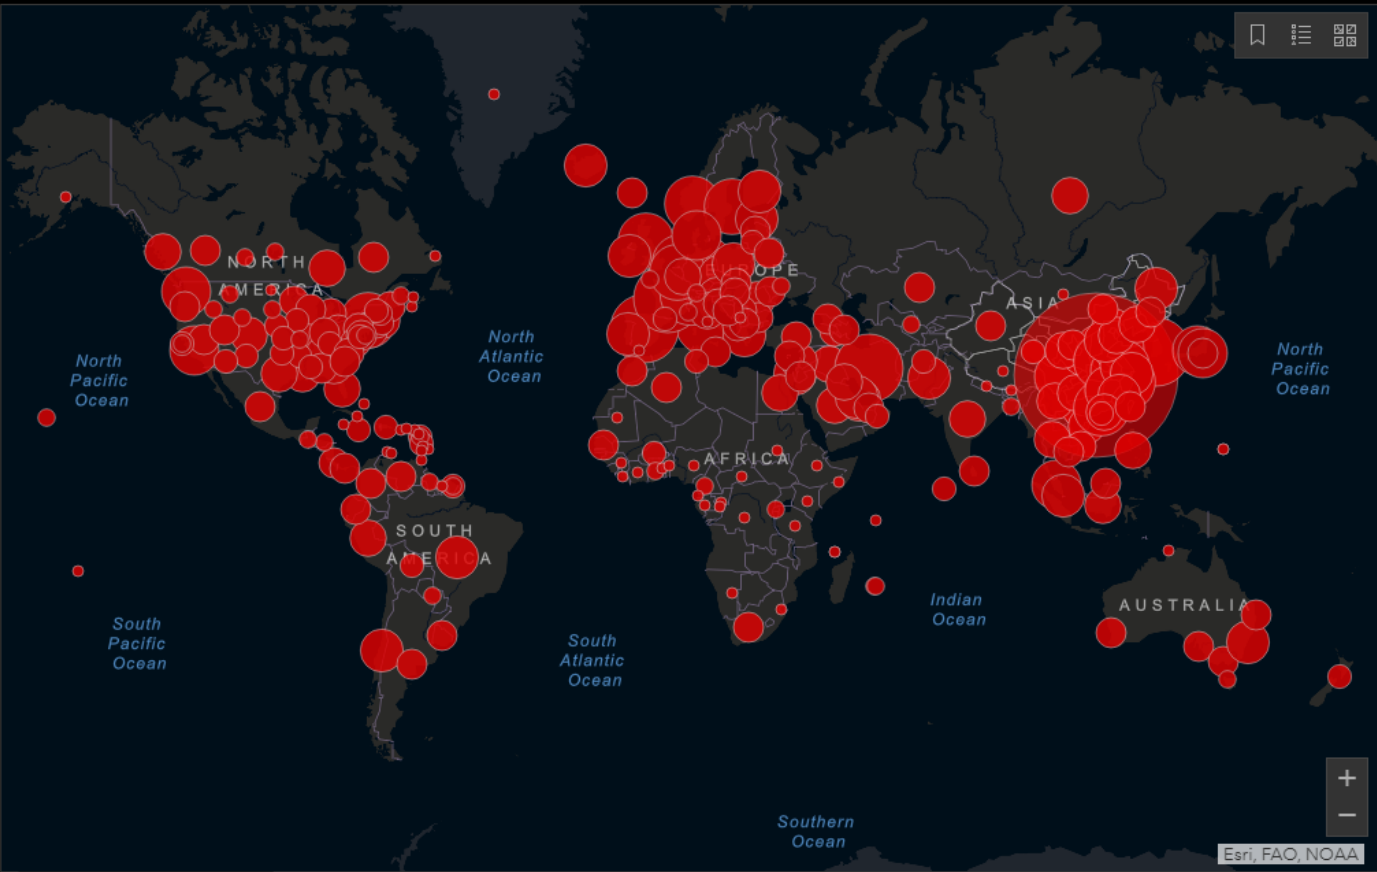 NORTH
AMERICA
EUROPE
ASIA
North
Pacific
Ocean
North
Atlantic
Ocean
North
Pacific
Ocean
AFRICA
SOUTH
AMERICA
Indian
Ocean
AUSTRALIA
South
Pacific
Ocean
South
Atlantic
Ocean
+
−
Southern
Ocean
Esri, FAO, NOAA